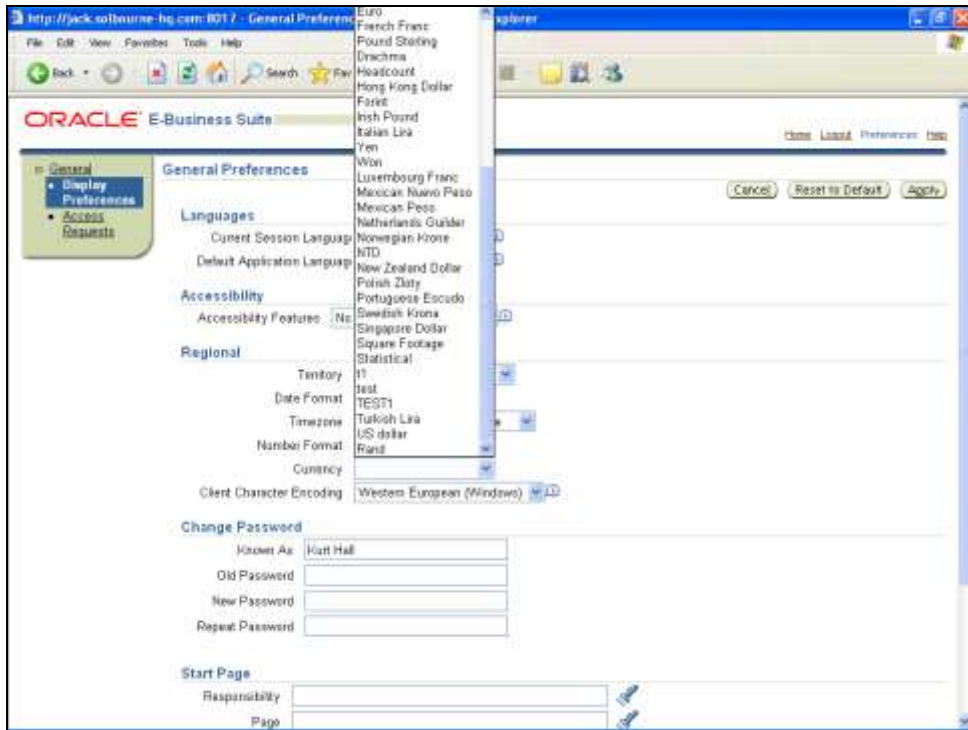 http://jack.solbourne-hq.com:8017 - General Preferenc
xplorer
File Edit View Favorites Tools Help
Back Search Fav
ORACLE E-Business Suite
Home Logout Preferences Help
General
Display Preferences
Access Requests
General Preferences
Cancel Reset to Default Apply
Languages
Current Session Languag
Default Application Languag
Accessibility
Accessibility Features No
Regional
Territory
Date Format
Timezone
Number Format
Currency
Euro
French Franc
Pound Sterling
Drachma
Headcount
Hong Kong Dollar
Forint
Irish Pound
Italian Lira
Yen
Won
Luxembourg Franc
Mexican Nuevo Peso
Mexican Peso
Netherlands Guilder
Norwegian Krone
NTD
New Zealand Dollar
Polish Zloty
Portuguese Escudo
Swedish Krona
Singapore Dollar
Square Footage
Statistical
t1
test
TEST1
Turkish Lira
US dollar
Rand
Client Character Encoding Western European (Windows)
Change Password
Known As Kurt Hall
Old Password
New Password
Repeat Password
Start Page
Responsibility
Page